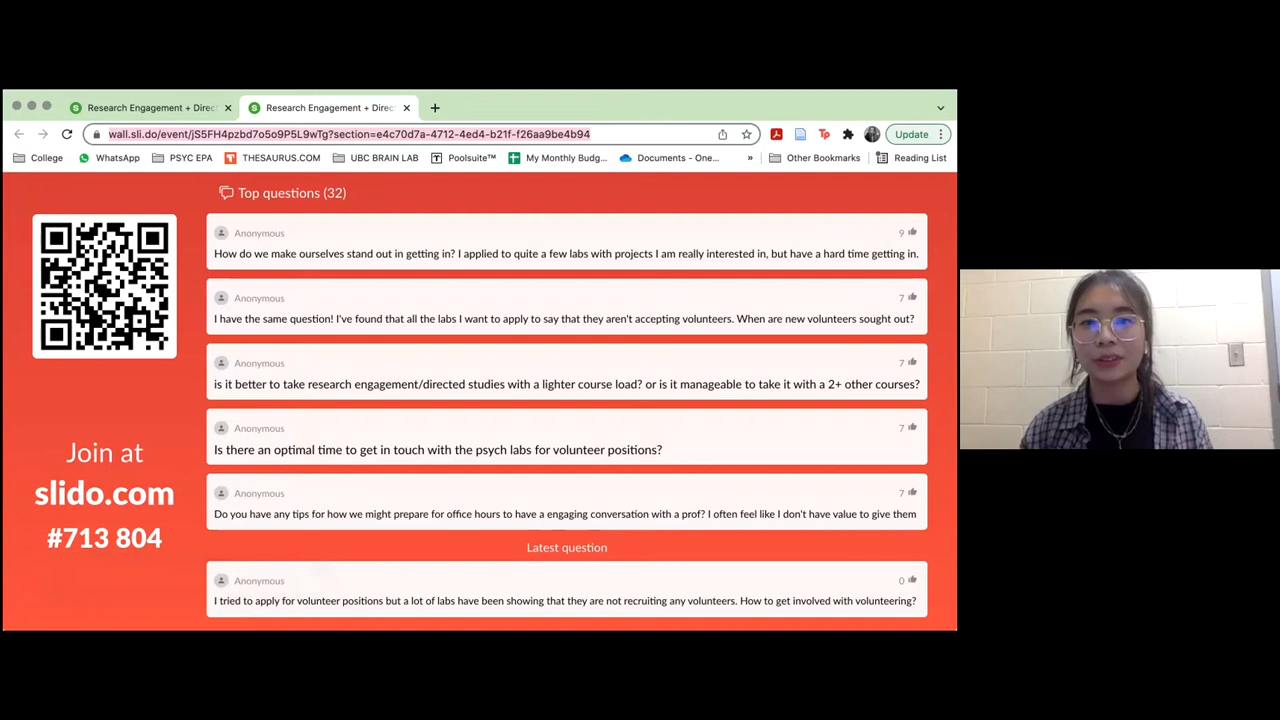 Research Engagement + Direc
Research Engagement + Direc
wall.sli.do/event/jS5FH4pzbd7o5o9P5L9wTg?section=e4c70d7a-4712-4ed4-b21f-f26aa9be4b94
Update
College
WhatsApp
PSYC EPA
THESAURUS.COM
UBC BRAIN LAB
Poolsuite™
My Monthly Budg...
Documents - One...
»
Other Bookmarks
Reading List
Top questions (32)
Anonymous
9
How do we make ourselves stand out in getting in? I applied to quite a few labs with projects I am really interested in, but have a hard time getting in.
Anonymous
7
I have the same question! I've found that all the labs I want to apply to say that they aren't accepting volunteers. When are new volunteers sought out?
Anonymous
7
is it better to take research engagement/directed studies with a lighter course load? or is it manageable to take it with a 2+ other courses?
Anonymous
7
Is there an optimal time to get in touch with the psych labs for volunteer positions?
Anonymous
7
Do you have any tips for how we might prepare for office hours to have a engaging conversation with a prof? I often feel like I don't have value to give them
Latest question
Anonymous
0
I tried to apply for volunteer positions but a lot of labs have been showing that they are not recruiting any volunteers. How to get involved with volunteering?
Join at
slido.com
#713 804